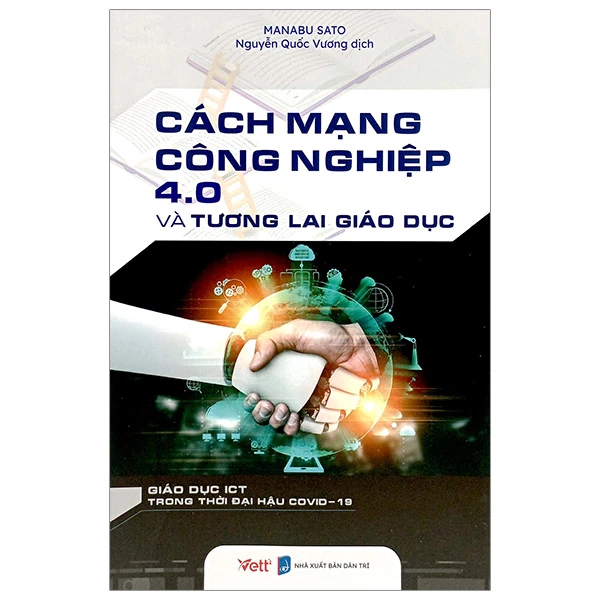 MANABU SATO
Nguyễn Quốc Vương dịch
CÁCH MẠNG
CÔNG NGHIỆP
4.0
VÀ TƯƠNG LAI GIÁO DỤC
GIÁO DỤC ICT
TRONG THỜI ĐẠI HẬU COVID-19
Vett
NHÀ XUẤT BẢN DÂN TRÍ